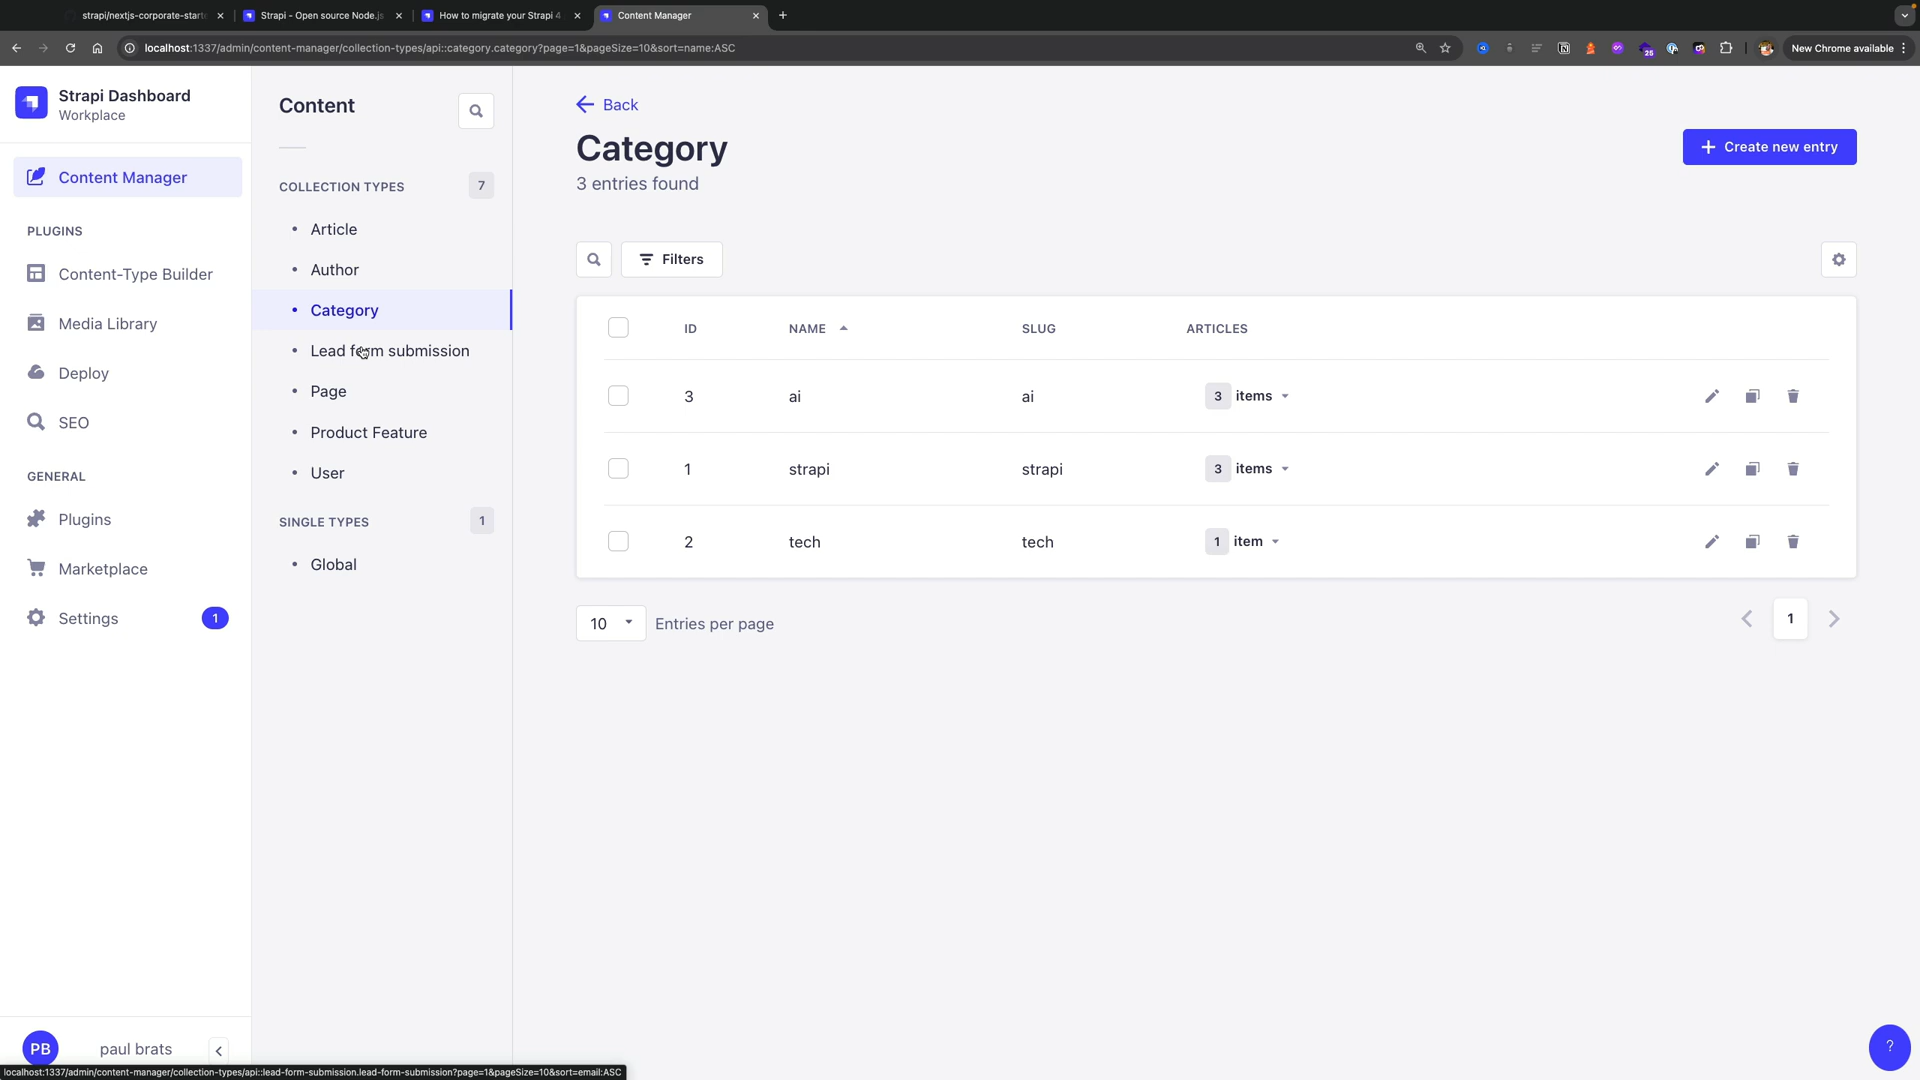 strapi/nextjs-corporate-starte
Strapi - Open source Node.js
How to migrate your Strapi 4
Content Manager
localhost:1337/admin/content-manager/collection-types/api::category.category?page=1&pageSize=10&sort=name:ASC
25
New Chrome available
Strapi Dashboard
Workplace
Content Manager
PLUGINS
Content-Type Builder
Media Library
Deploy
SEO
GENERAL
Plugins
Marketplace
Settings
1
PB
paul brats
Content
COLLECTION TYPES
7
Article
Author
Category
Lead form submission
Page
Product Feature
User
SINGLE TYPES
1
Global
Back
Category
3 entries found
Create new entry
Filters
ID NAME SLUG ARTICLES
3 ai ai 3 items
1 strapi strapi 3 items
2 tech tech 1 item
10 Entries per page
1
?
localhost:1337/admin/content-manager/collection-types/api::lead-form-submission.lead-form-submission?page=1&pageSize=10&sort=email:ASC